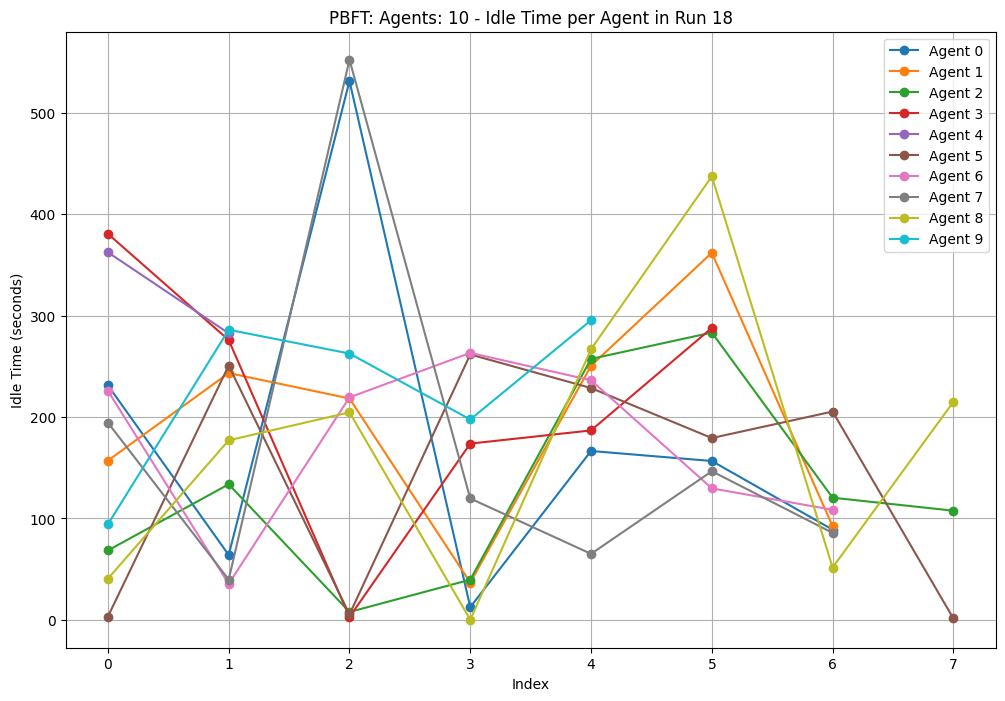 PBFT: Agents: 10 - Idle Time per Agent in Run 18
Idle Time (seconds)
500
400
300
200
100
0
0 1 2 3 4 5 6 7
Index
Agent 0
Agent 1
Agent 2
Agent 3
Agent 4
Agent 5
Agent 6
Agent 7
Agent 8
Agent 9